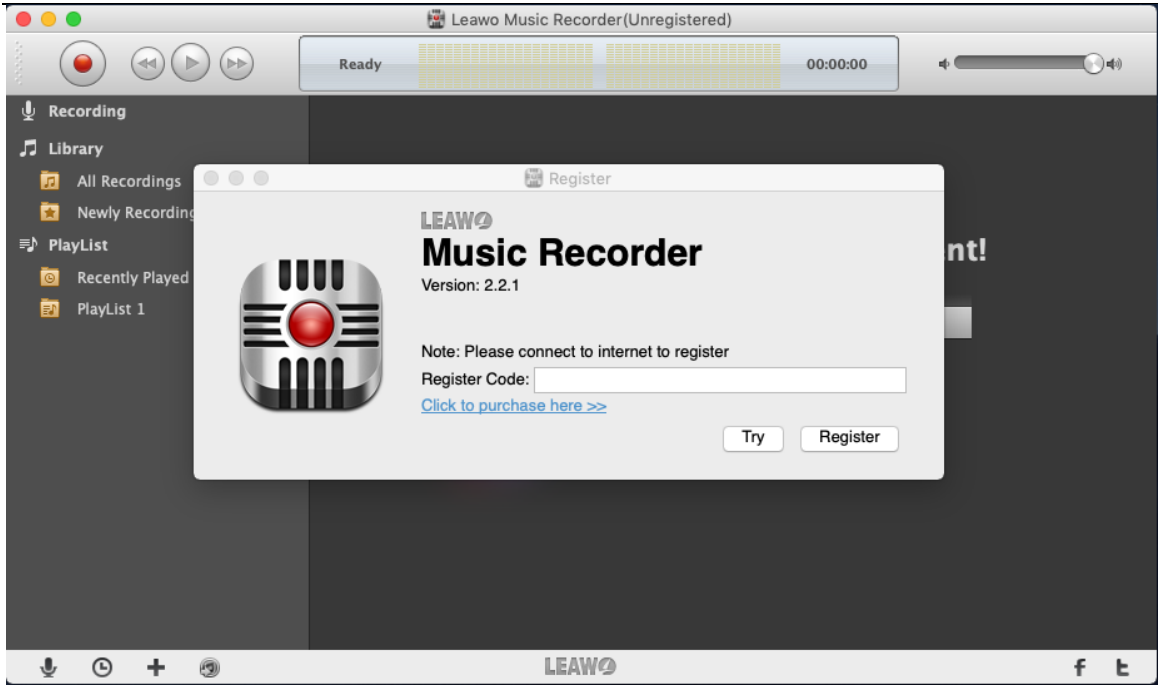 Leawo Music Recorder(Unregistered)
Ready
00:00:00
Recording
Library
All Recordings
Newly Recording
PlayList
Recently Played
PlayList 1
Register
LEAWO
Music Recorder
Version: 2.2.1
Note: Please connect to internet to register
Register Code:
Click to purchase here >>
Try
Register
nt!
LEAWO
f t